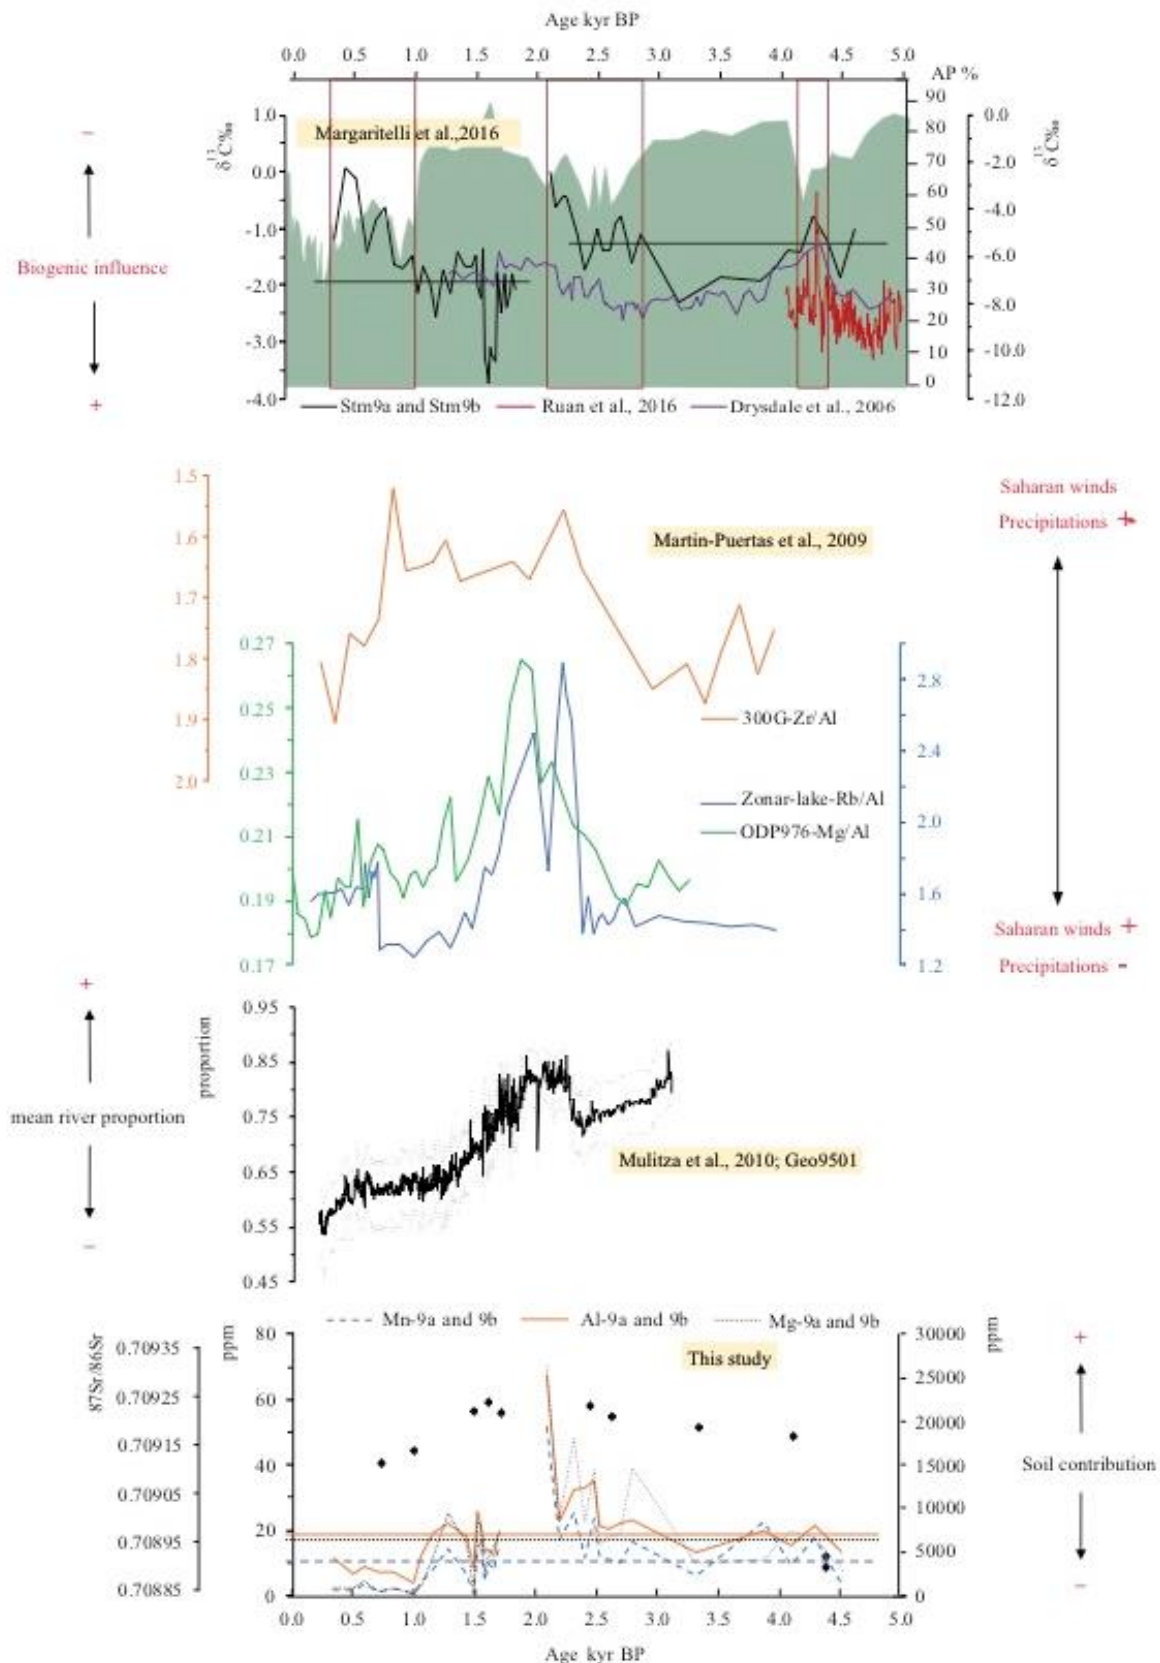 Age kyr BP
0.0 0.5 1.0 1.5 2.0 2.5 3.0 3.5 4.0 4.5 5.0
AP %
Margaritelli et al.,2016
1.0
0.0
-1.0
-2.0
-3.0
-4.0
δ13C‰
90
80
70
60
50
40
30
20
10
0
0.0
-2.0
-4.0
-6.0
-8.0
-10.0
-12.0
δ13C‰
−
Biogenic influence
+
Stm9a and Stm9b Ruan et al., 2016 Drysdale et al., 2006
1.5
1.6
1.7
1.8
1.9
2.0
Martin-Puertas et al., 2009
Saharan winds
Precipitations +
0.27
0.25
0.23
0.21
0.19
0.17
300G-Zr/Al
Zonar-lake-Rb/Al
ODP976-Mg/Al
2.8
2.4
2.0
1.6
1.2
Saharan winds +
Precipitations -
+
mean river proportion
−
proportion
0.95
0.85
0.75
0.65
0.55
0.45
Mulitza et al., 2010; Geo9501
Mn-9a and 9b Al-9a and 9b Mg-9a and 9b
This study
87Sr/86Sr
0.70935
0.70925
0.70915
0.70905
0.70895
0.70885
ppm
80
60
40
20
0
30000
25000
20000
15000
10000
5000
0
ppm
+
Soil contribution
−
0.0 0.5 1.0 1.5 2.0 2.5 3.0 3.5 4.0 4.5 5.0
Age kyr BP